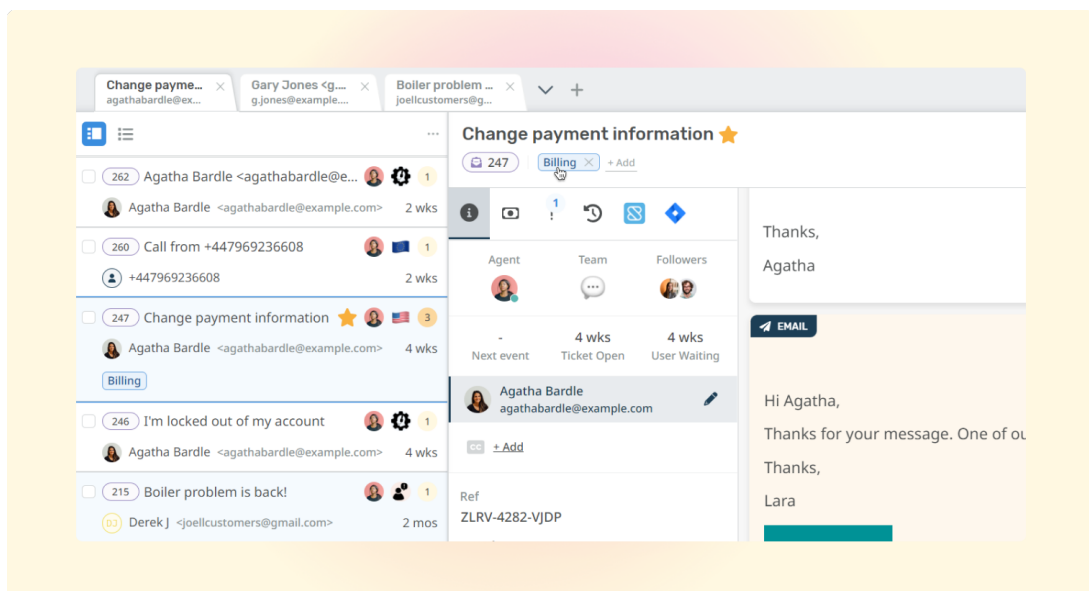 Change payme...
agathabardle@ex...
Gary Jones <g....
g.jones@example....
Boiler problem ...
joellcustomers@g...
262 Agatha Bardle <agathabardle@e... 1
Agatha Bardle <agathabardle@example.com> 2 wks
260 Call from +447969236608 1
+447969236608 2 wks
247 Change payment information 3
Agatha Bardle <agathabardle@example.com> 4 wks
Billing
246 I'm locked out of my account 1
Agatha Bardle <agathabardle@example.com> 4 wks
215 Boiler problem is back! 1
DJ Derek J <joellcustomers@gmail.com> 2 mos
Change payment information
247 Billing + Add
1
Agent Team Followers
- 4 wks 4 wks
Next event Ticket Open User Waiting
Agatha Bardle
agathabardle@example.com
CC + Add
Ref
ZLRV-4282-VJDP
Thanks,
Agatha
EMAIL
Hi Agatha,
Thanks for your message. One of ou
Thanks,
Lara